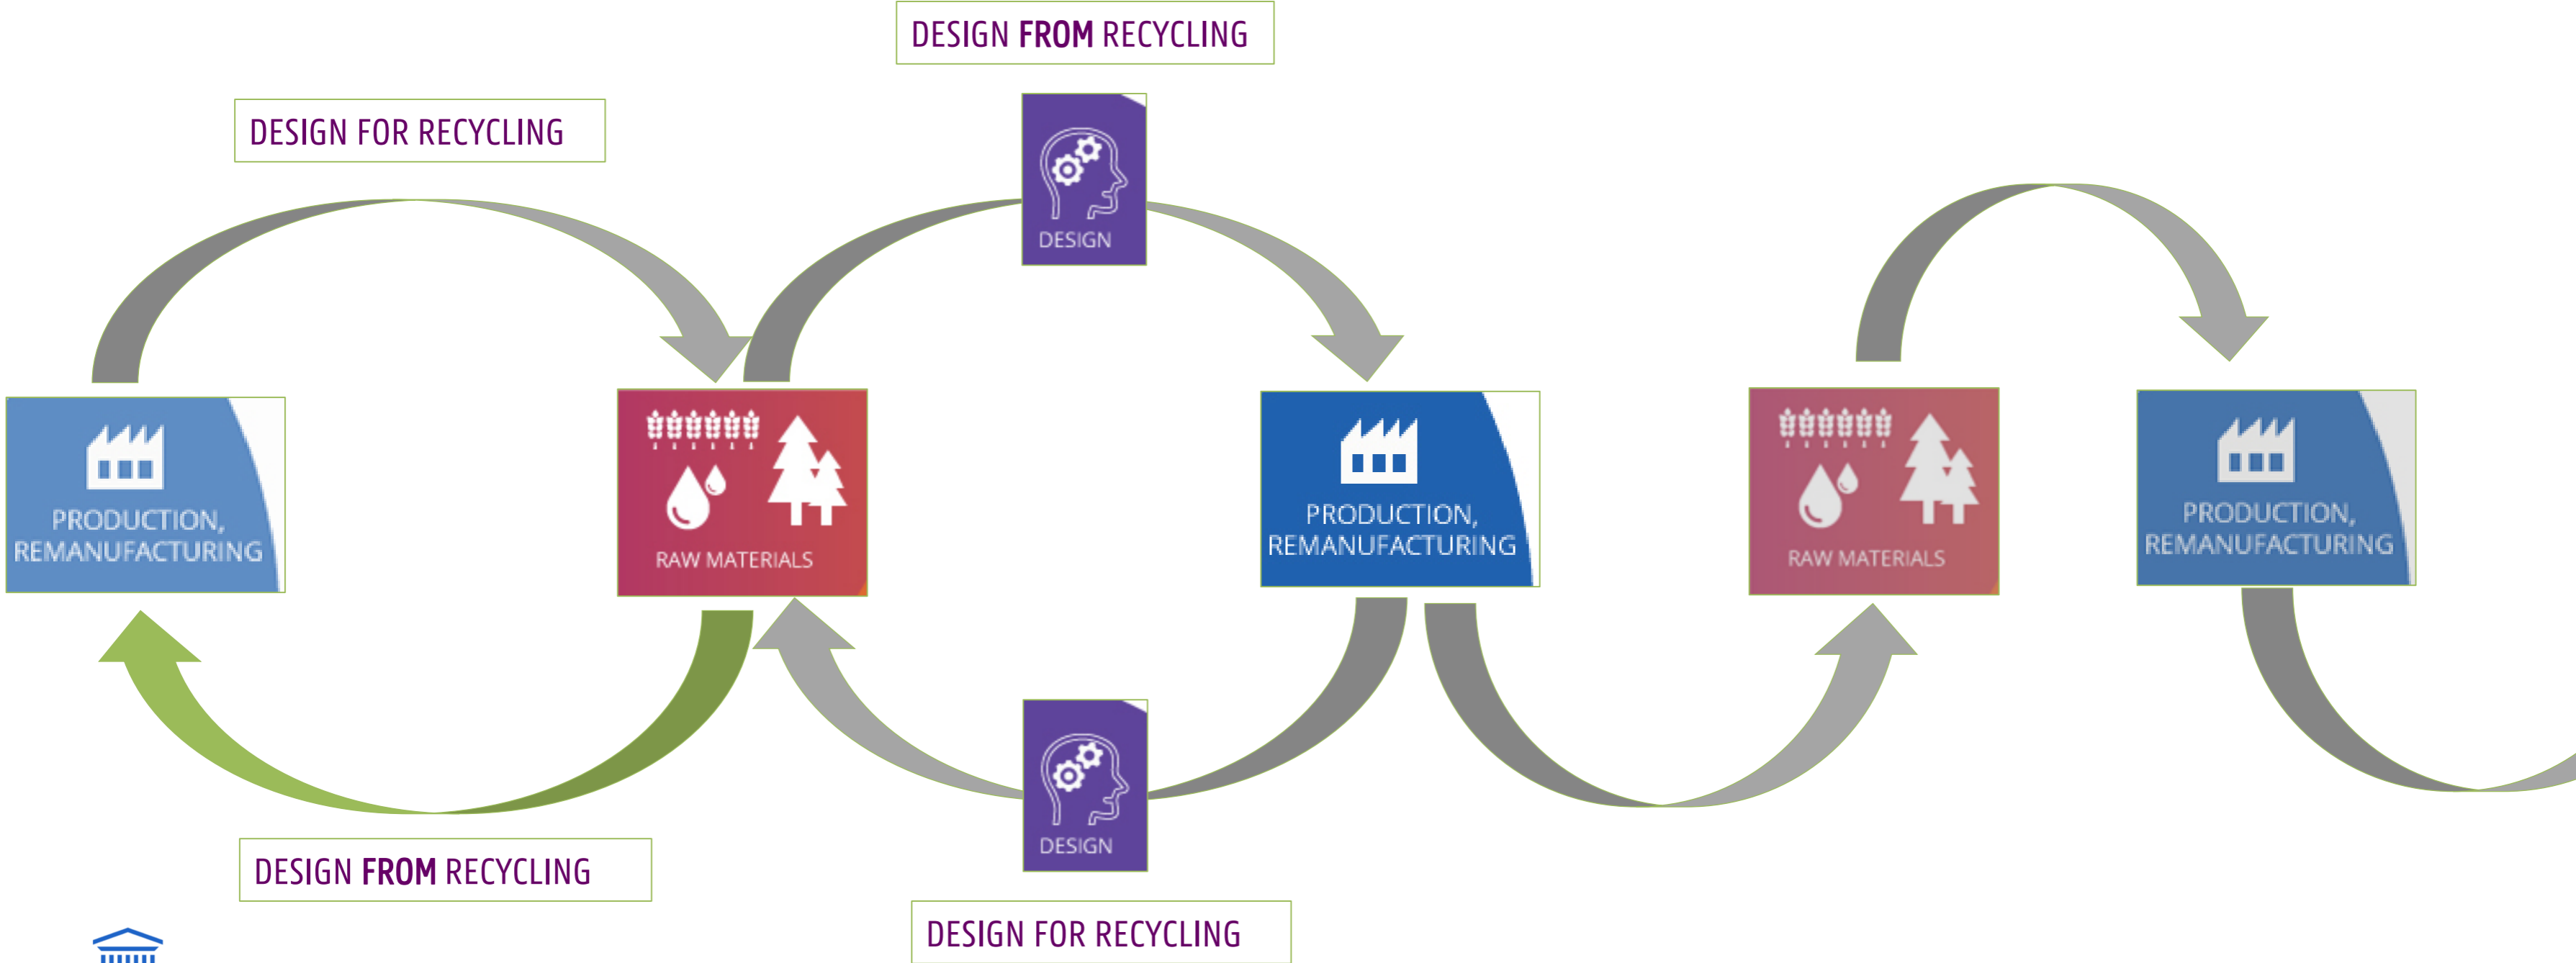 DESIGN FROM RECYCLING
DESIGN FOR RECYCLING
DESIGN
PRODUCTION,
REMANUFACTURING
RAW MATERIALS
PRODUCTION,
REMANUFACTURING
RAW MATERIALS
PRODUCTION,
REMANUFACTURING
DESIGN
DESIGN FROM RECYCLING
DESIGN FOR RECYCLING